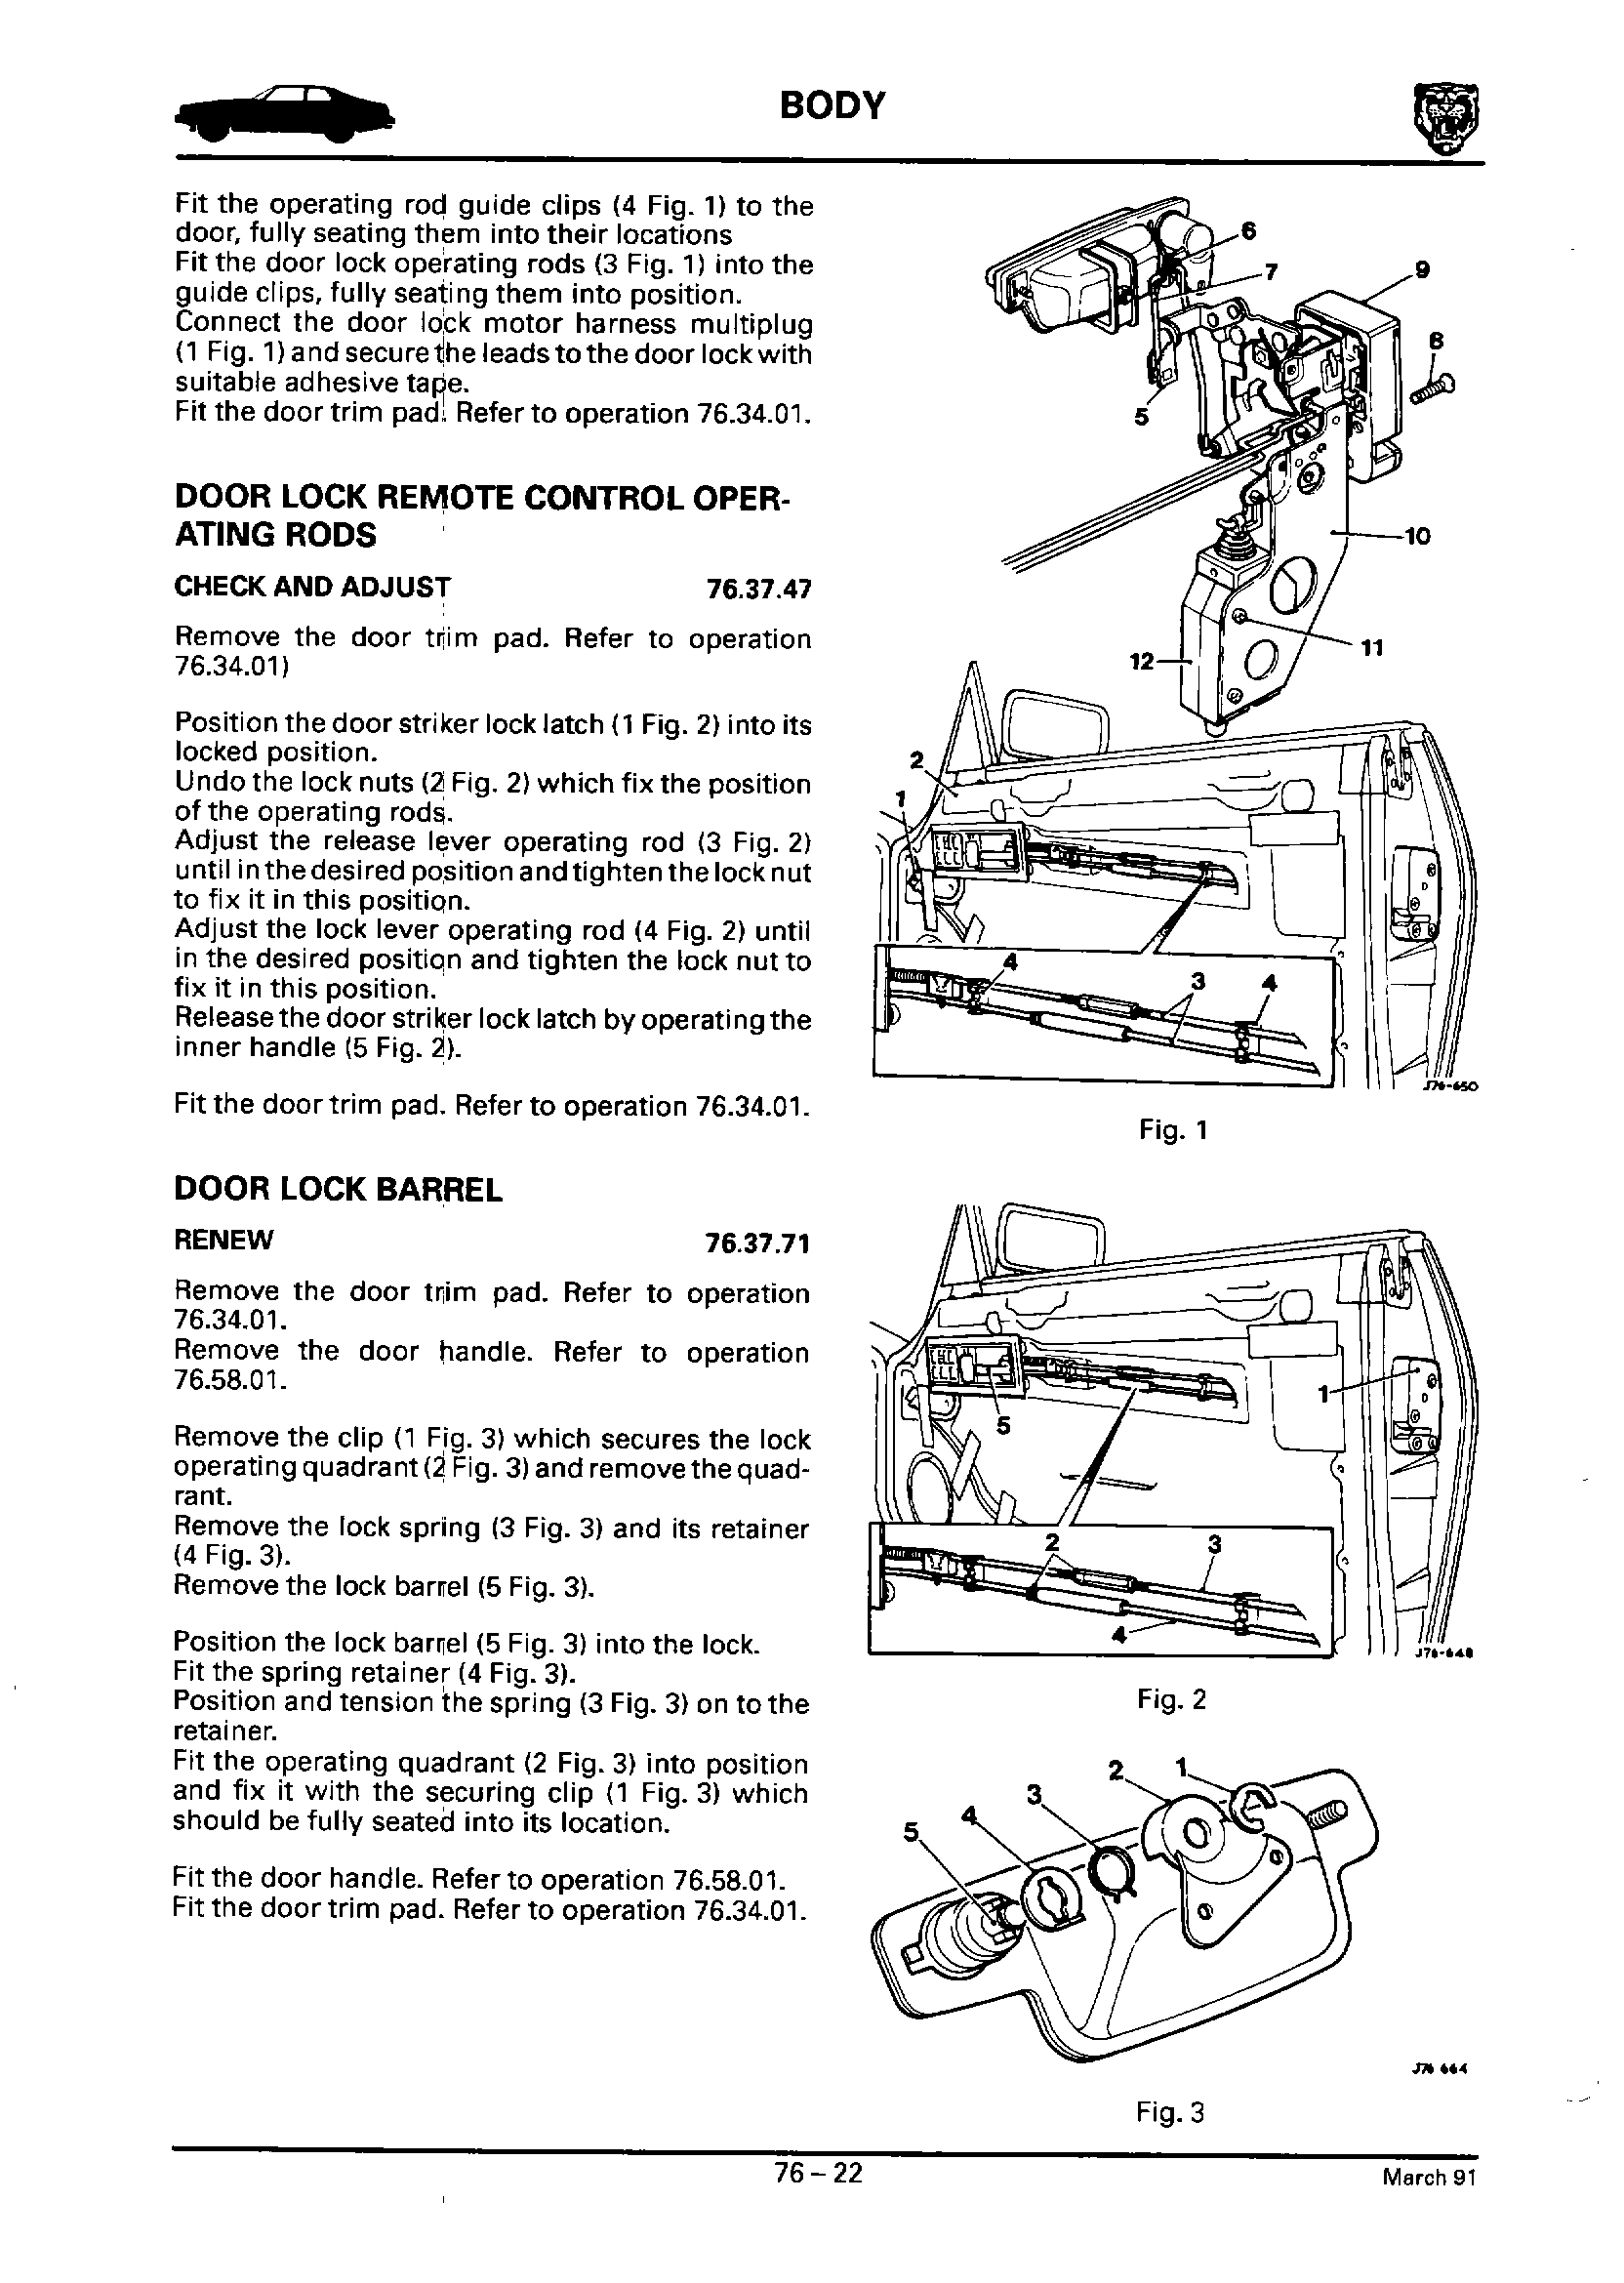 BODY
Fit the operating rod guide clips (4 Fig. 1) to the
door, fully seating them into their locations
Fit the door lock operating rods (3 Fig. 1) into the
guide clips, fully seating them into position.
Connect the door lock motor harness multiplug
(1 Fig. 1) and secure the leads to the door lock with
suitable adhesive tape.
Fit the door trim pad. Refer to operation 76.34.01.
DOOR LOCK REMOTE CONTROL OPER-
ATING RODS
CHECK AND ADJUST 76.37.47
Remove the door trim pad. Refer to operation
76.34.01)
Position the door striker lock latch (1 Fig. 2) into its
locked position.
Undo the lock nuts (2 Fig. 2) which fix the position
of the operating rods.
Adjust the release lever operating rod (3 Fig. 2)
until in the desired position and tighten the lock nut
to fix it in this position.
Adjust the lock lever operating rod (4 Fig. 2) until
in the desired position and tighten the lock nut to
fix it in this position.
Release the door striker lock latch by operating the
inner handle (5 Fig. 2).
Fit the door trim pad. Refer to operation 76.34.01.
DOOR LOCK BARREL
RENEW 76.37.71
Remove the door trim pad. Refer to operation
76.34.01.
Remove the door handle. Refer to operation
76.58.01.
Remove the clip (1 Fig. 3) which secures the lock
operating quadrant (2 Fig. 3) and remove the quad-
rant.
Remove the lock spring (3 Fig. 3) and its retainer
(4 Fig. 3).
Remove the lock barrel (5 Fig. 3).
Position the lock barrel (5 Fig. 3) into the lock.
Fit the spring retainer (4 Fig. 3).
Position and tension the spring (3 Fig. 3) on to the
retainer.
Fit the operating quadrant (2 Fig. 3) into position
and fix it with the securing clip (1 Fig. 3) which
should be fully seated into its location.
Fit the door handle. Refer to operation 76.58.01.
Fit the door trim pad. Refer to operation 76.34.01.
6
7
9
8
5
10
11
12
2
1
4
3
4
J76-650
Fig. 1
1
5
2
3
4
J76-648
Fig. 2
1
2
3
4
5
J76 664
Fig. 3
76 – 22
March 91